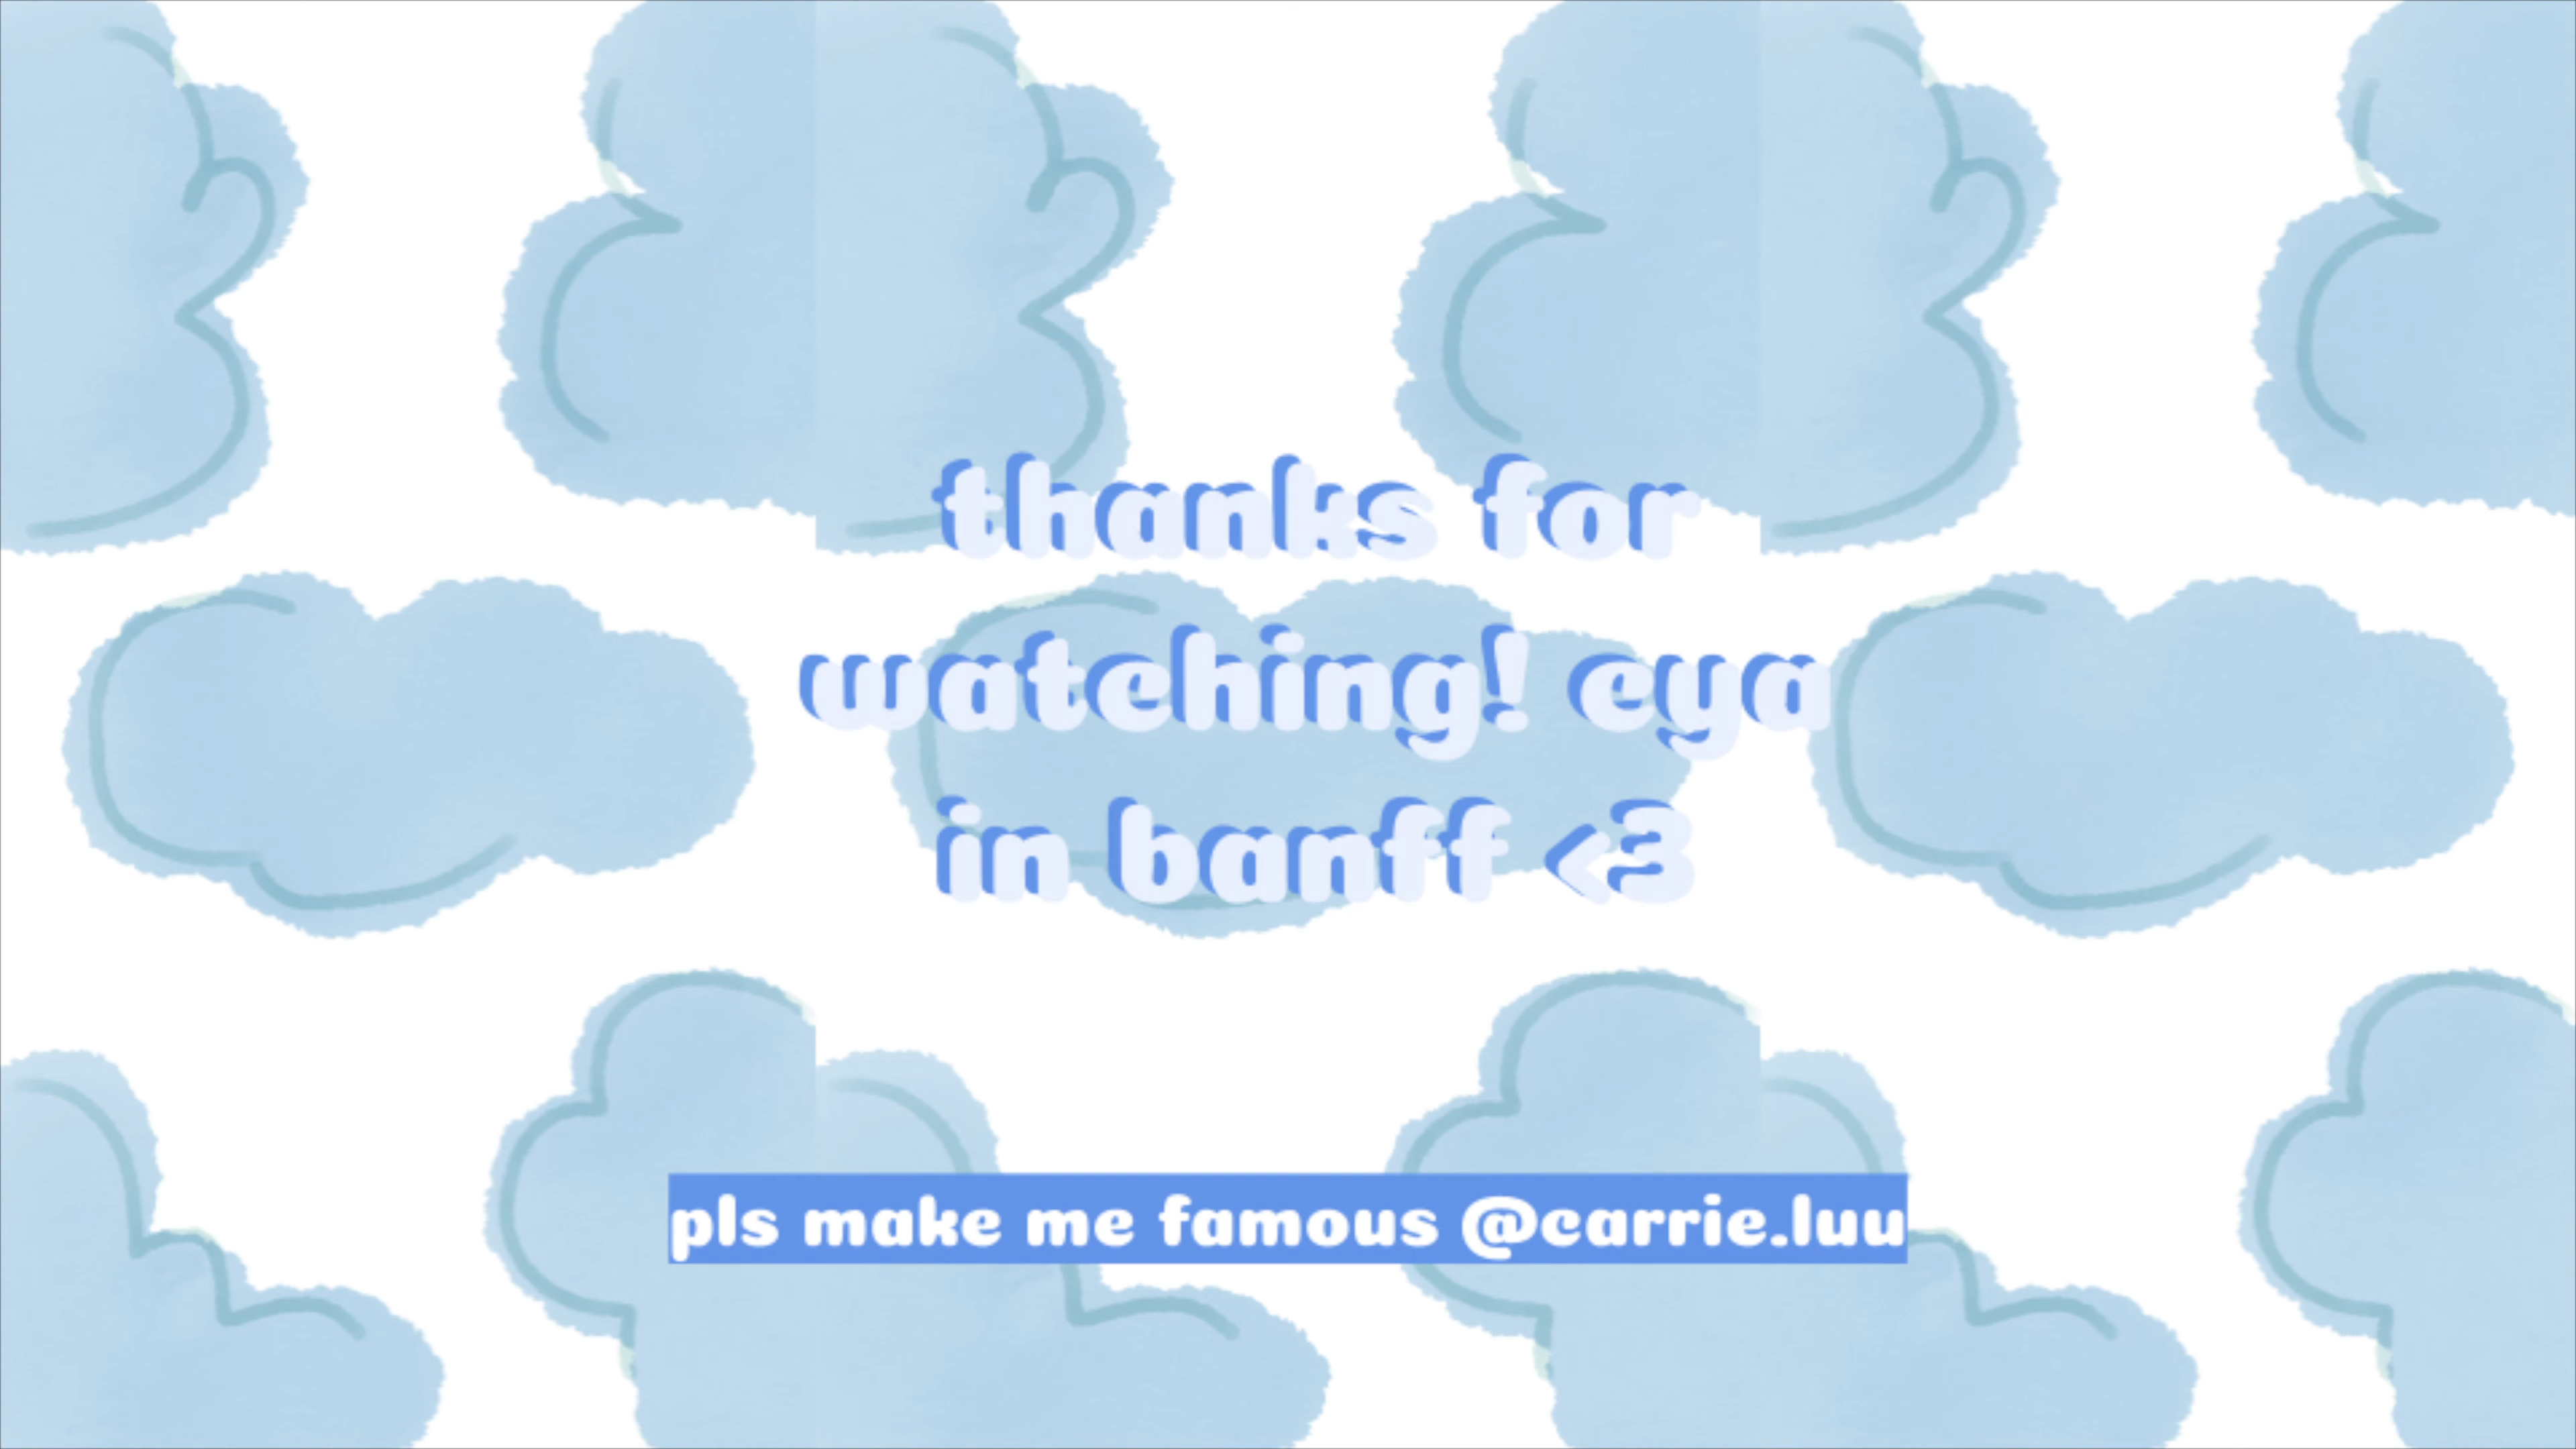 thanks for
watching! cya
in banff <3
pls make me famous @carrie.luu